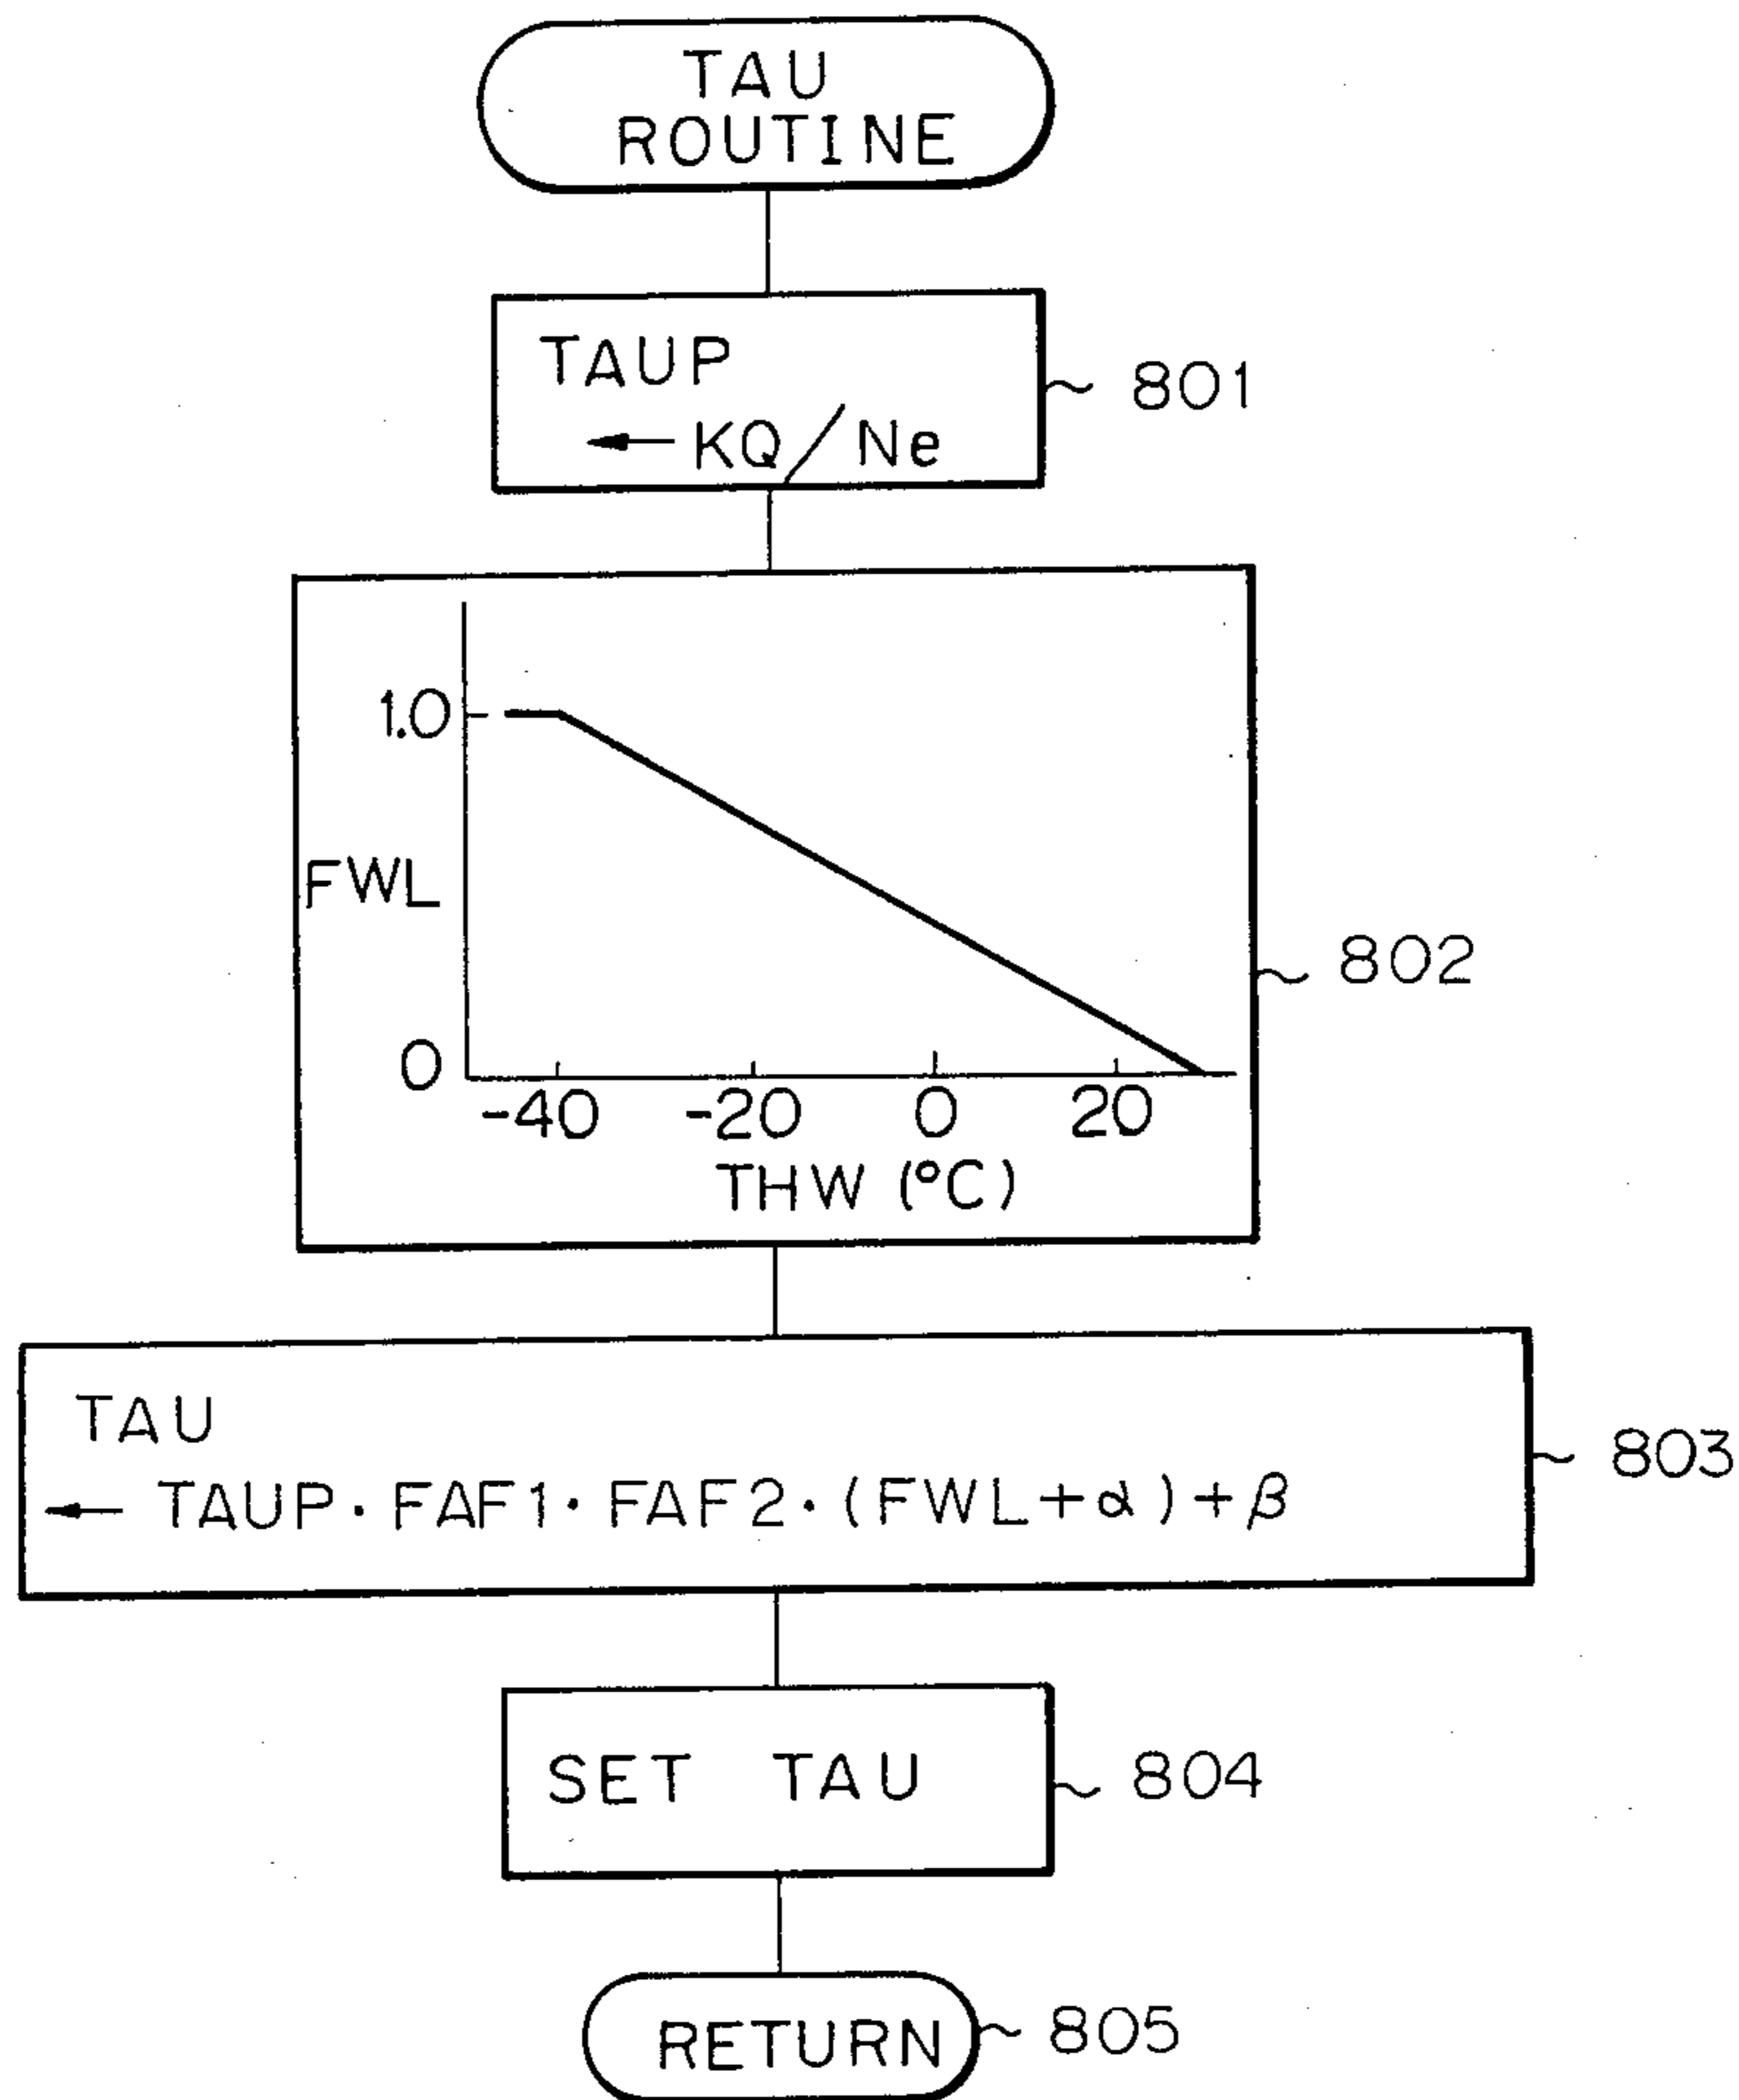 TAU
ROUTINE
TAUP
← KQ/Ne
801
1.0
FWL
0
-40 -20 0 20
THW (°C)
802
TAU
← TAUP・FAF1・FAF2・(FWL+α)+β
803
SET TAU
804
RETURN
805